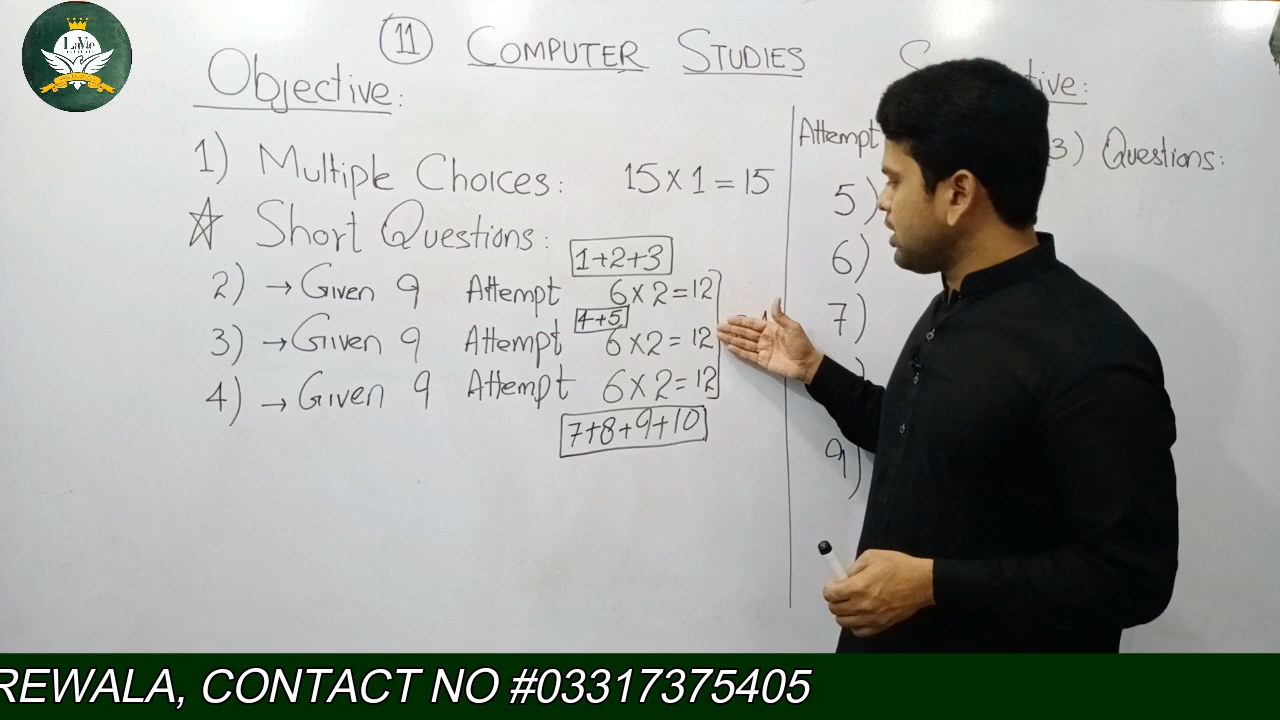 LaVie
11 COMPUTER STUDIES
Objective:
1) Multiple Choices: 15 x 1 = 15
☆ Short Questions:
1+2+3
2) → Given 9 Attempt 6 x 2 = 12
4+5
3) → Given 9 Attempt 6 x 2 = 12
4) → Given 9 Attempt 6 x 2 = 12
7+8+9+10
ive:
Attempt 3) Questions:
5)
6)
7)
)
9)
REWALA, CONTACT NO #03317375405